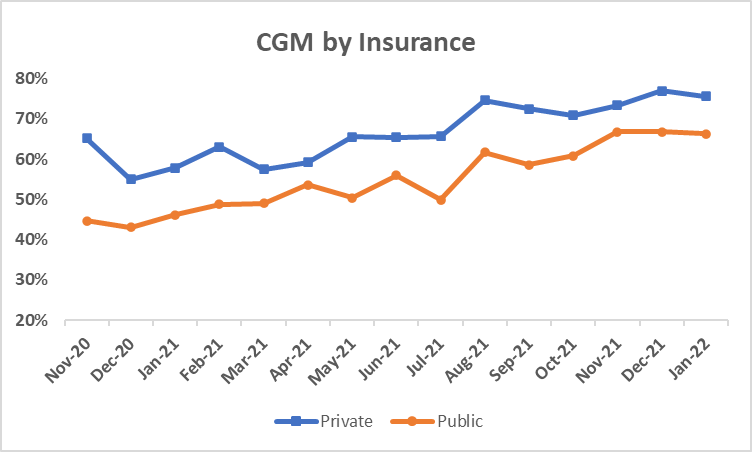 CGM by Insurance
80%
70%
60%
50%
40%
30%
20%
Nov-20
Dec-20
Jan-21
Feb-21
Mar-21
Apr-21
May-21
Jun-21
Jul-21
Aug-21
Sep-21
Oct-21
Nov-21
Dec-21
Jan-22
Private
Public